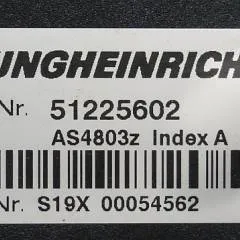 UNGHEINRICH
Nr. 51225602
AS4803z Index A
Nr. S19X 00054562